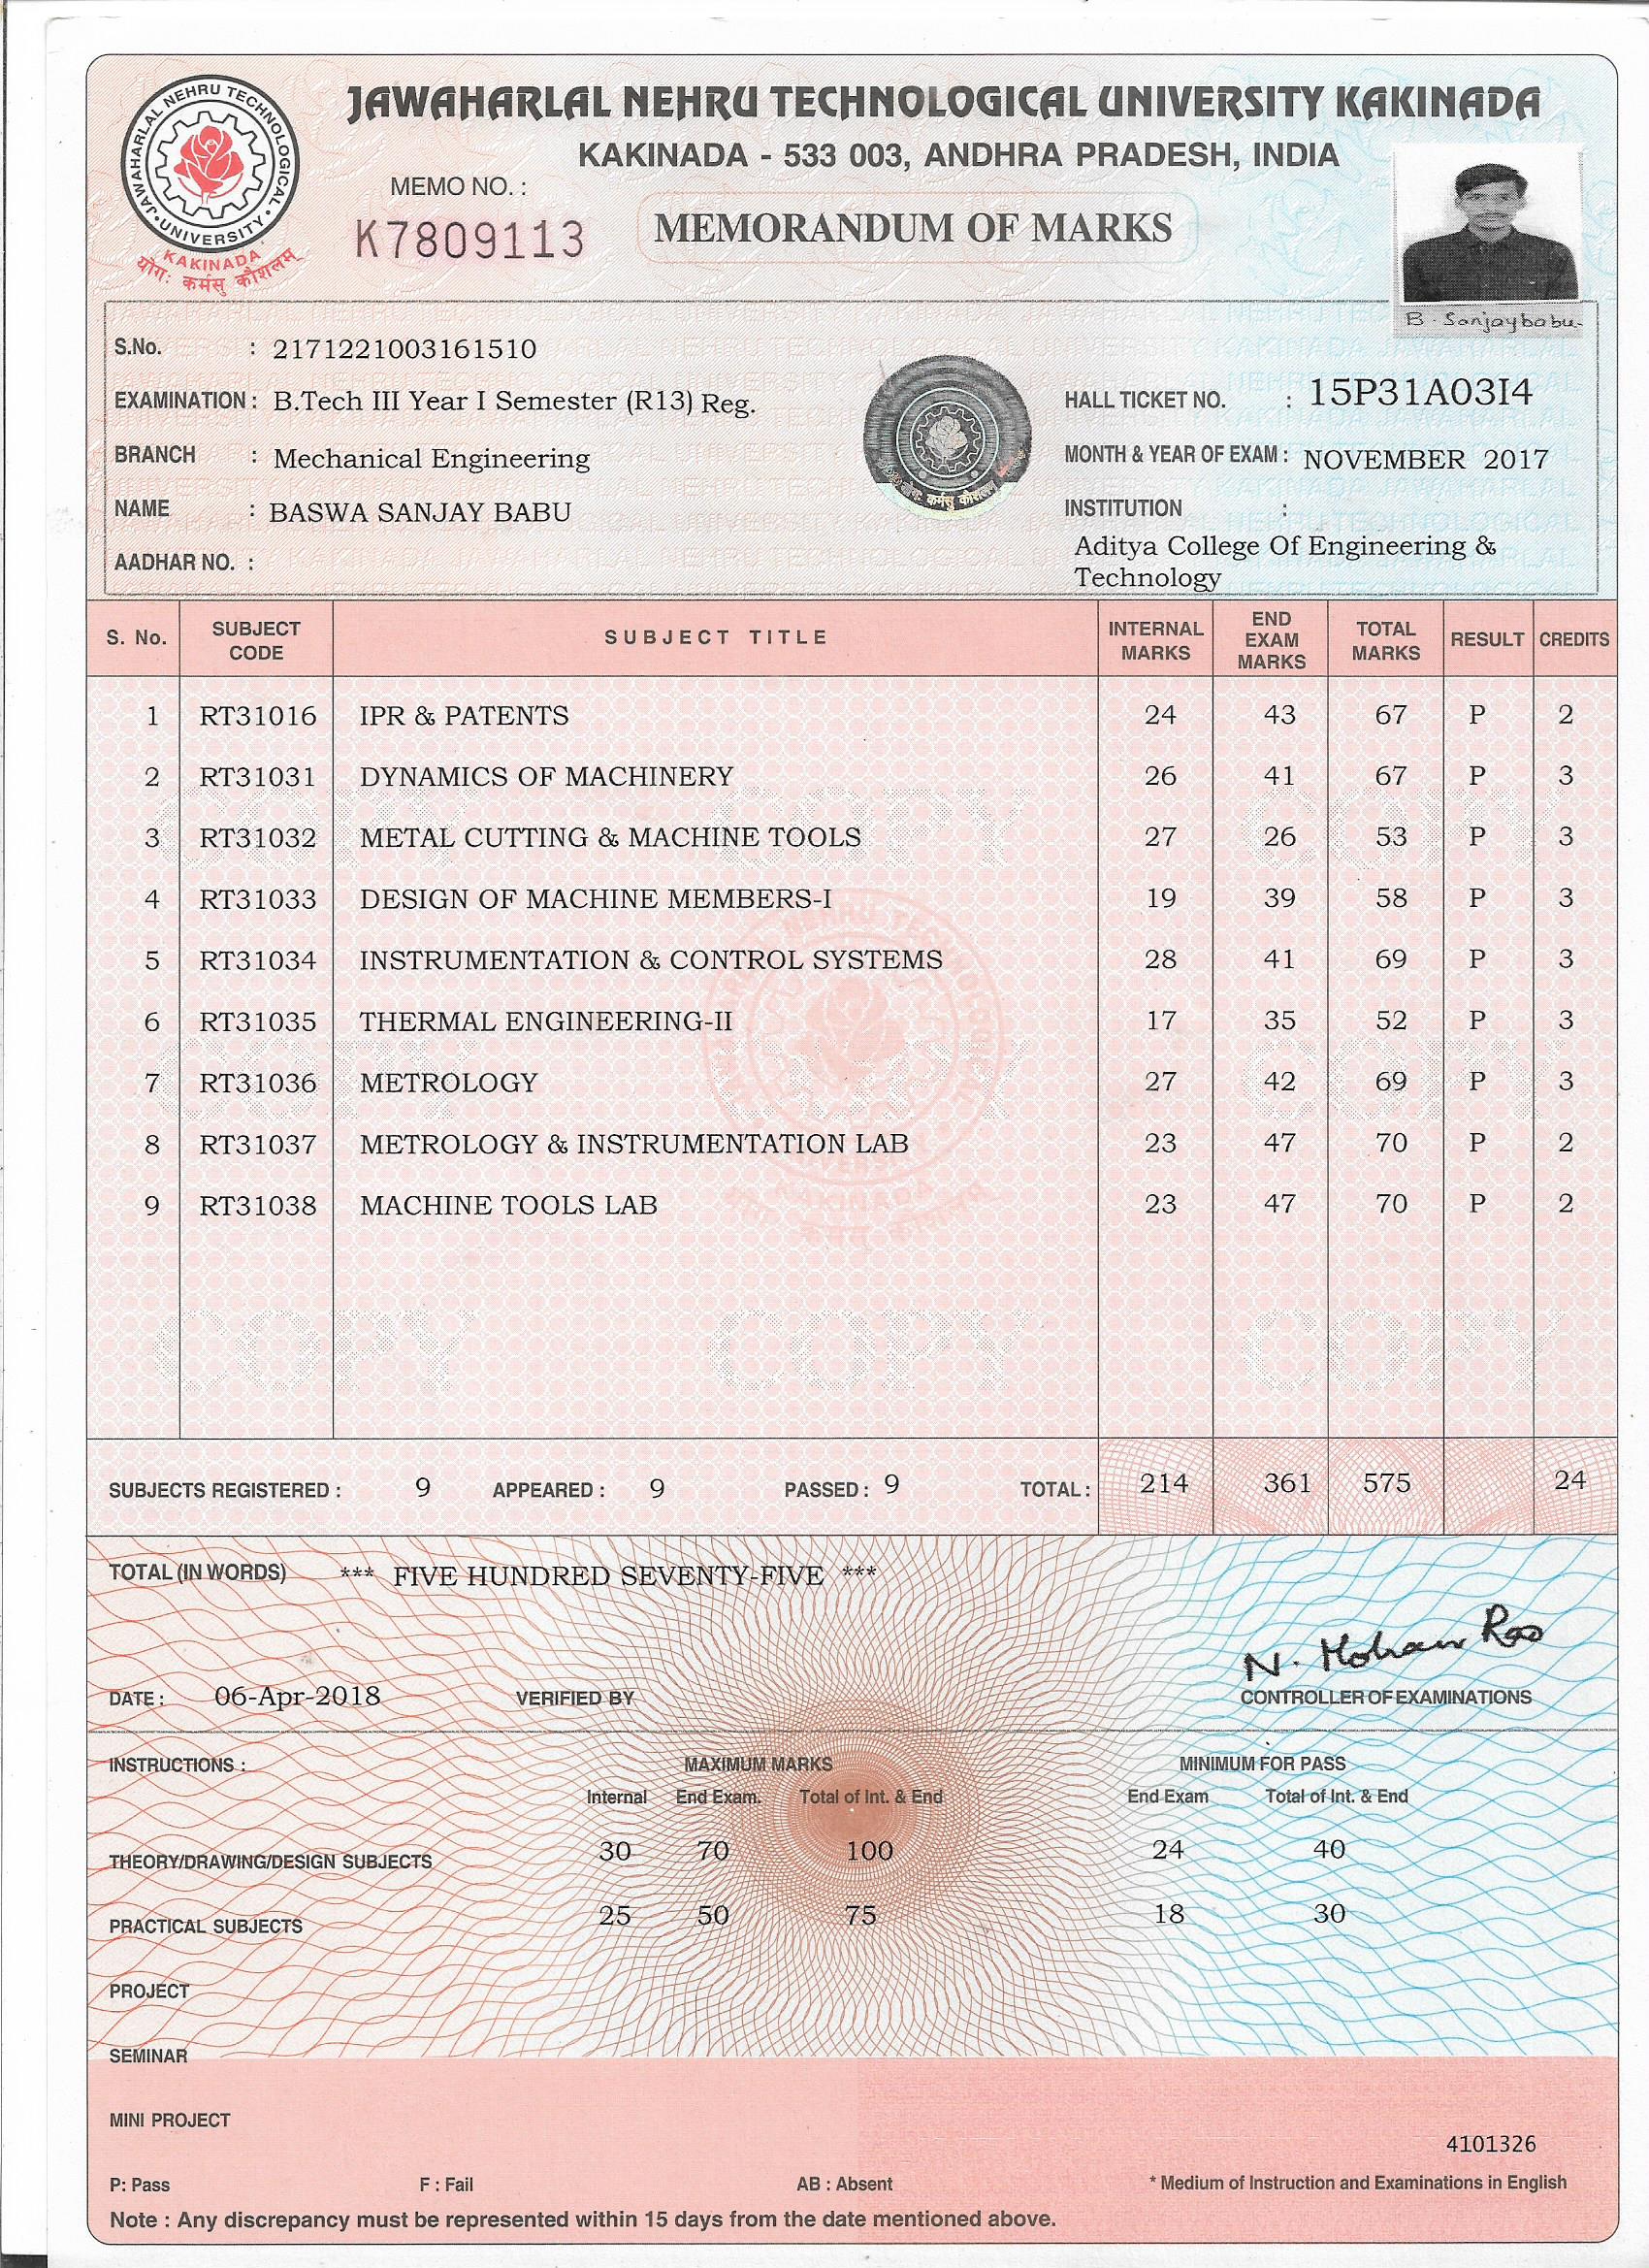 JAWAHARLAL NEHRU TECHNOLOGICAL UNIVERSITY KAKINADA
KAKINADA - 533 003, ANDHRA PRADESH, INDIA
JAWAHARLAL NEHRU TECHNOLOGICAL UNIVERSITY
KAKINADA
योगः कर्मसु कौशलम्
MEMO NO. :
K7809113
MEMORANDUM OF MARKS
B. Sanjaybabu
S.No. : 2171221003161510
EXAMINATION : B.Tech III Year I Semester (R13) Reg.
HALL TICKET NO. : 15P31A03I4
BRANCH : Mechanical Engineering
MONTH & YEAR OF EXAM : NOVEMBER 2017
NAME : BASWA SANJAY BABU
INSTITUTION :
Aditya College Of Engineering &
Technology
AADHAR NO. :
S. No. SUBJECT CODE SUBJECT TITLE INTERNAL MARKS END EXAM MARKS TOTAL MARKS RESULT CREDITS
1 RT31016 IPR & PATENTS 24 43 67 P 2
2 RT31031 DYNAMICS OF MACHINERY 26 41 67 P 3
3 RT31032 METAL CUTTING & MACHINE TOOLS 27 26 53 P 3
4 RT31033 DESIGN OF MACHINE MEMBERS-I 19 39 58 P 3
5 RT31034 INSTRUMENTATION & CONTROL SYSTEMS 28 41 69 P 3
6 RT31035 THERMAL ENGINEERING-II 17 35 52 P 3
7 RT31036 METROLOGY 27 42 69 P 3
8 RT31037 METROLOGY & INSTRUMENTATION LAB 23 47 70 P 2
9 RT31038 MACHINE TOOLS LAB 23 47 70 P 2
COPY COPY COPY
SUBJECTS REGISTERED : 9 APPEARED : 9 PASSED : 9 TOTAL : 214 361 575 24
TOTAL (IN WORDS) *** FIVE HUNDRED SEVENTY-FIVE ***
N. Mohan Rao
DATE : 06-Apr-2018 VERIFIED BY CONTROLLER OF EXAMINATIONS
INSTRUCTIONS : MAXIMUM MARKS MINIMUM FOR PASS
Internal End Exam. Total of Int. & End End Exam Total of Int. & End
THEORY/DRAWING/DESIGN SUBJECTS 30 70 100 24 40
PRACTICAL SUBJECTS 25 50 75 18 30
PROJECT
SEMINAR
MINI PROJECT
4101326
P: Pass F : Fail AB : Absent * Medium of Instruction and Examinations in English
Note : Any discrepancy must be represented within 15 days from the date mentioned above.